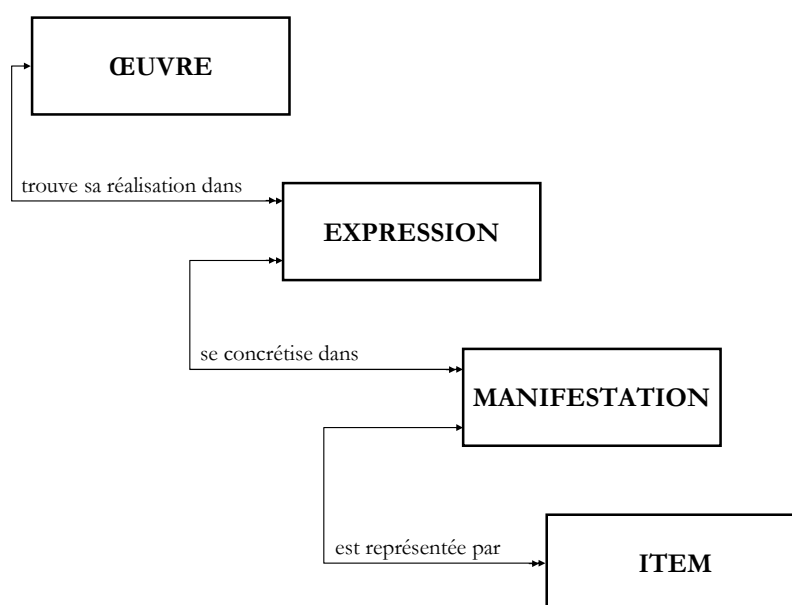 ŒUVRE
trouve sa réalisation dans
EXPRESSION
se concrétise dans
MANIFESTATION
est représentée par
ITEM